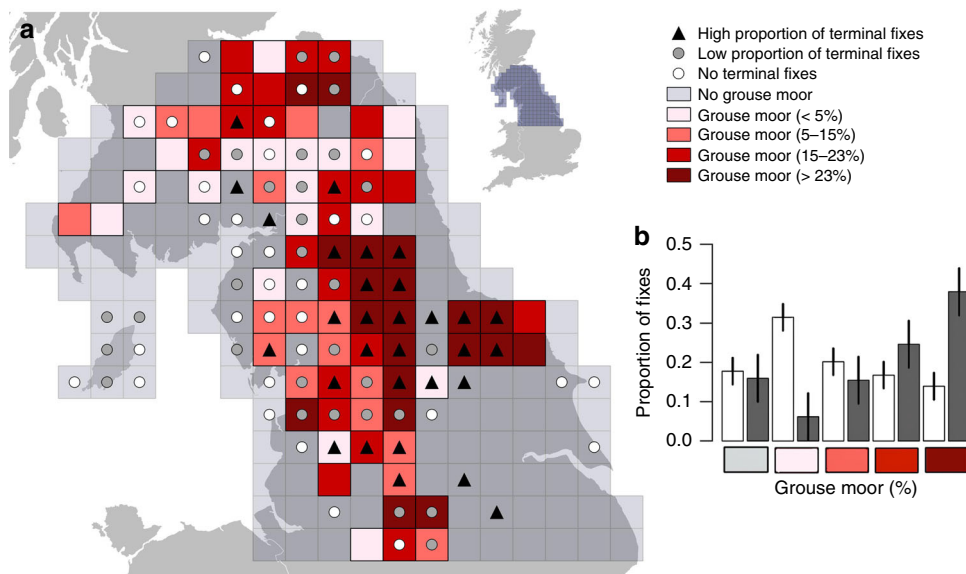 a
High proportion of terminal fixes
Low proportion of terminal fixes
No terminal fixes
No grouse moor
Grouse moor (< 5%)
Grouse moor (5–15%)
Grouse moor (15–23%)
Grouse moor (> 23%)
b
0.5
0.4
0.3
0.2
0.1
0.0
Proportion of fixes
Grouse moor (%)